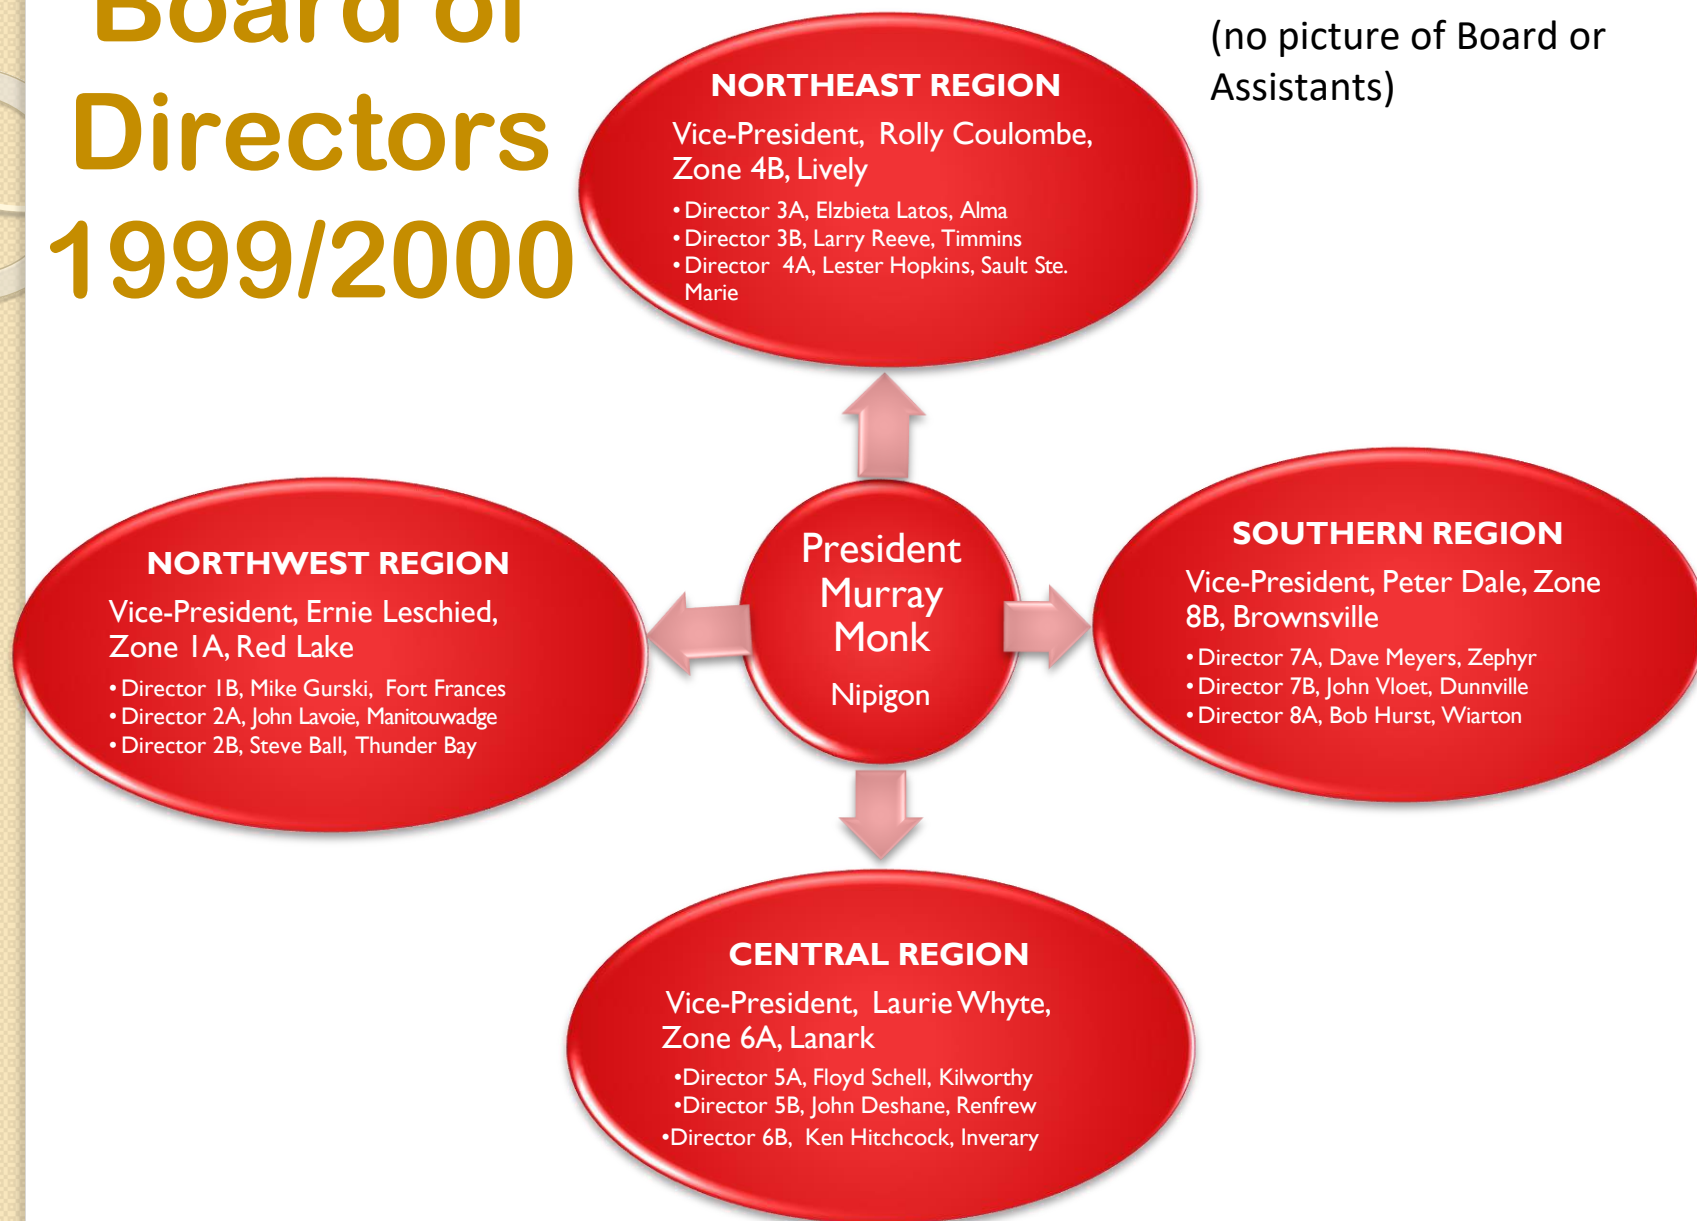 Board of
Directors
1999/2000
(no picture of Board or
Assistants)
NORTHEAST REGION
Vice-President, Rolly Coulombe,
Zone 4B, Lively
• Director 3A, Elzbieta Latos, Alma
• Director 3B, Larry Reeve, Timmins
• Director 4A, Lester Hopkins, Sault Ste.
Marie
NORTHWEST REGION
Vice-President, Ernie Leschied,
Zone 1A, Red Lake
• Director 1B, Mike Gurski, Fort Frances
• Director 2A, John Lavoie, Manitouwadge
• Director 2B, Steve Ball, Thunder Bay
President
Murray
Monk
Nipigon
SOUTHERN REGION
Vice-President, Peter Dale, Zone
8B, Brownsville
• Director 7A, Dave Meyers, Zephyr
• Director 7B, John Vloet, Dunnville
• Director 8A, Bob Hurst, Wiarton
CENTRAL REGION
Vice-President, Laurie Whyte,
Zone 6A, Lanark
•Director 5A, Floyd Schell, Kilworthy
•Director 5B, John Deshane, Renfrew
•Director 6B, Ken Hitchcock, Inverary